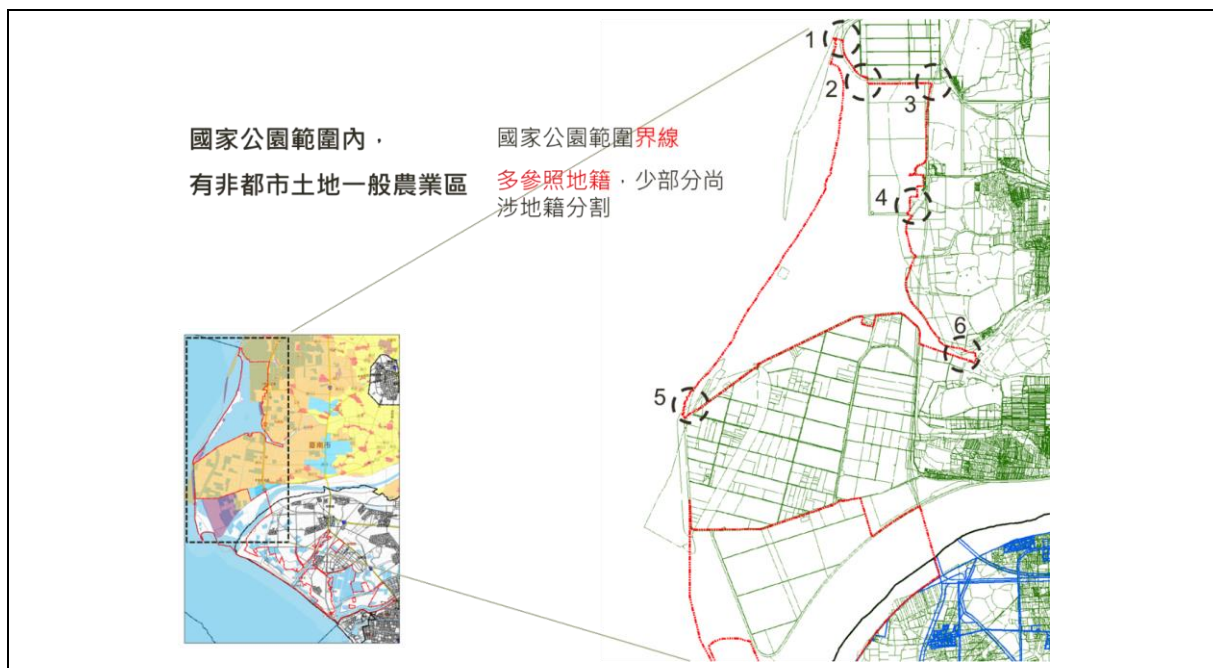 國家公園範圍內，
有非都市土地一般農業區
國家公園範圍界線
多參照地籍，少部分尚
涉地籍分割
1
2
3
4
5
6
臺南市